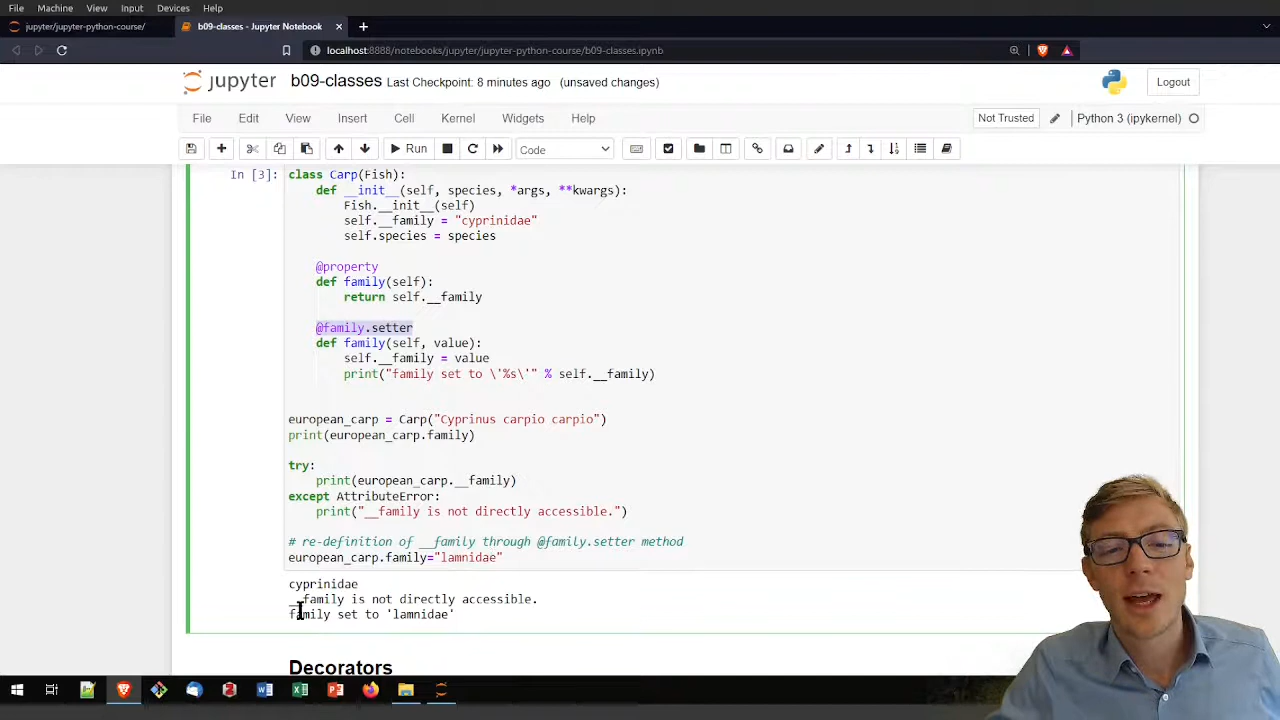 File Machine View Input Devices Help
jupyter/jupyter-python-course/
b09-classes - Jupyter Notebook
localhost:8888/notebooks/jupyter/jupyter-python-course/b09-classes.ipynb
jupyter b09-classes Last Checkpoint: 8 minutes ago (unsaved changes)
Logout
File Edit View Insert Cell Kernel Widgets Help
Not Trusted
Python 3 (ipykernel)
Run
Code
In [3]: class Carp(Fish):
def __init__(self, species, *args, **kwargs):
Fish.__init__(self)
self.__family = "cyprinidae"
self.species = species
@property
def family(self):
return self.__family
@family.setter
def family(self, value):
self.__family = value
print("family set to \'%s\'" % self.__family)
european_carp = Carp("Cyprinus carpio carpio")
print(european_carp.family)
try:
print(european_carp.__family)
except AttributeError:
print("__family is not directly accessible.")
# re-definition of __family through @family.setter method
european_carp.family="lamnidae"
cyprinidae
__family is not directly accessible.
family set to 'lamnidae'
Decorators